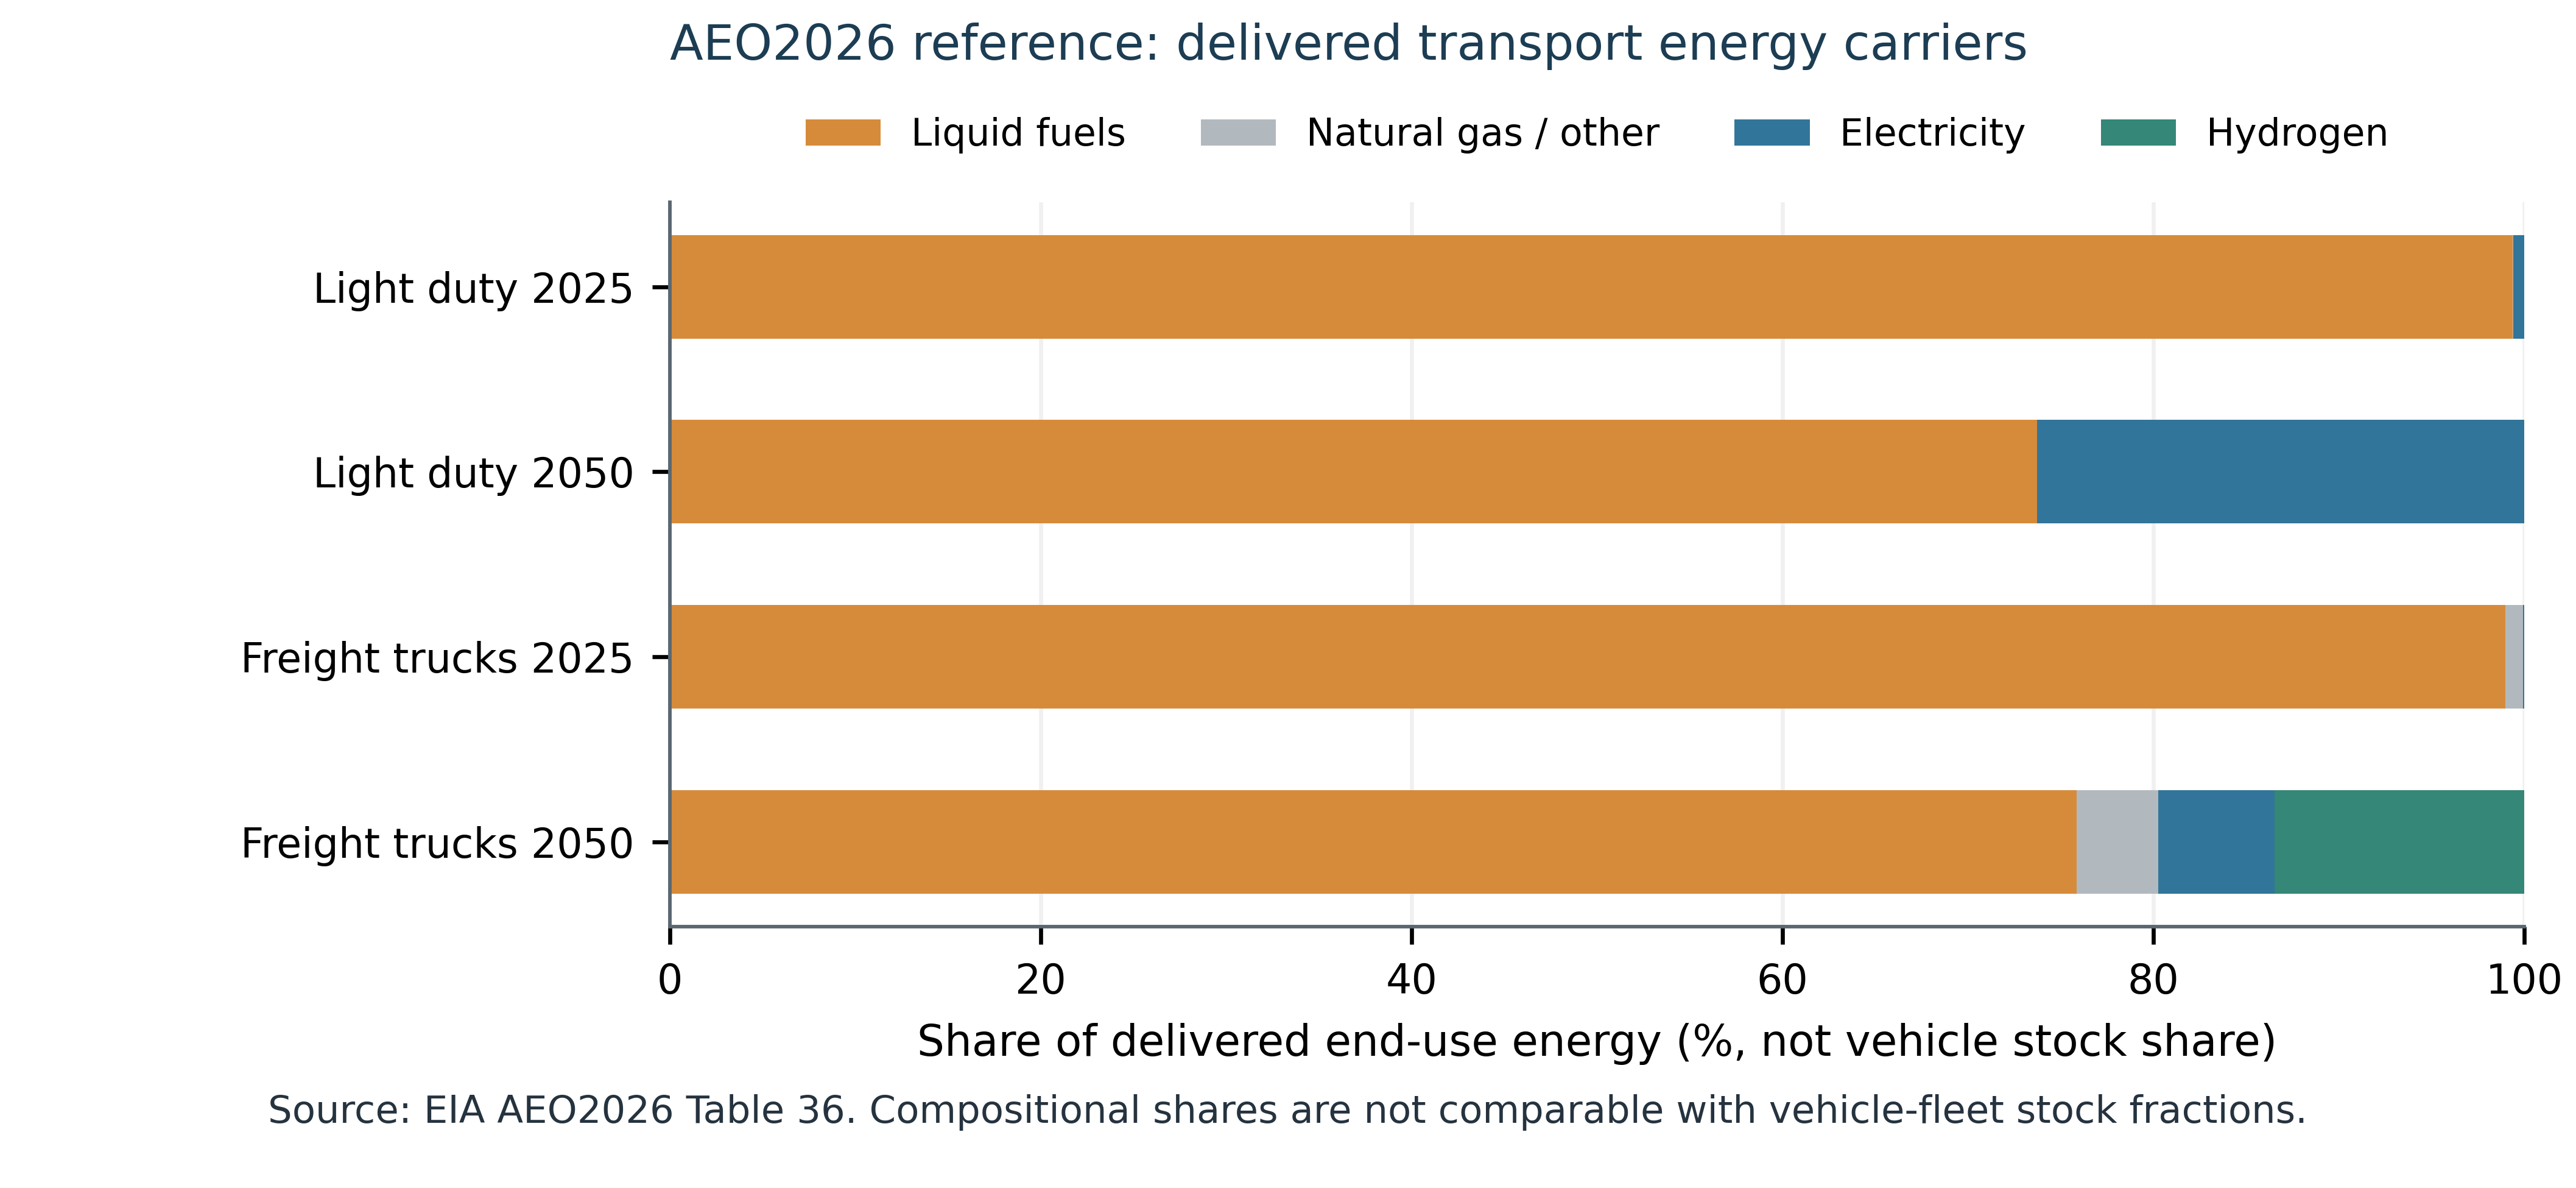 AEO2026 reference: delivered transport energy carriers
Liquid fuels
Natural gas / other
Electricity
Hydrogen
Light duty 2025
Light duty 2050
Freight trucks 2025
Freight trucks 2050
0 20 40 60 80 100
Share of delivered end-use energy (%, not vehicle stock share)
Source: EIA AEO2026 Table 36. Compositional shares are not comparable with vehicle-fleet stock fractions.